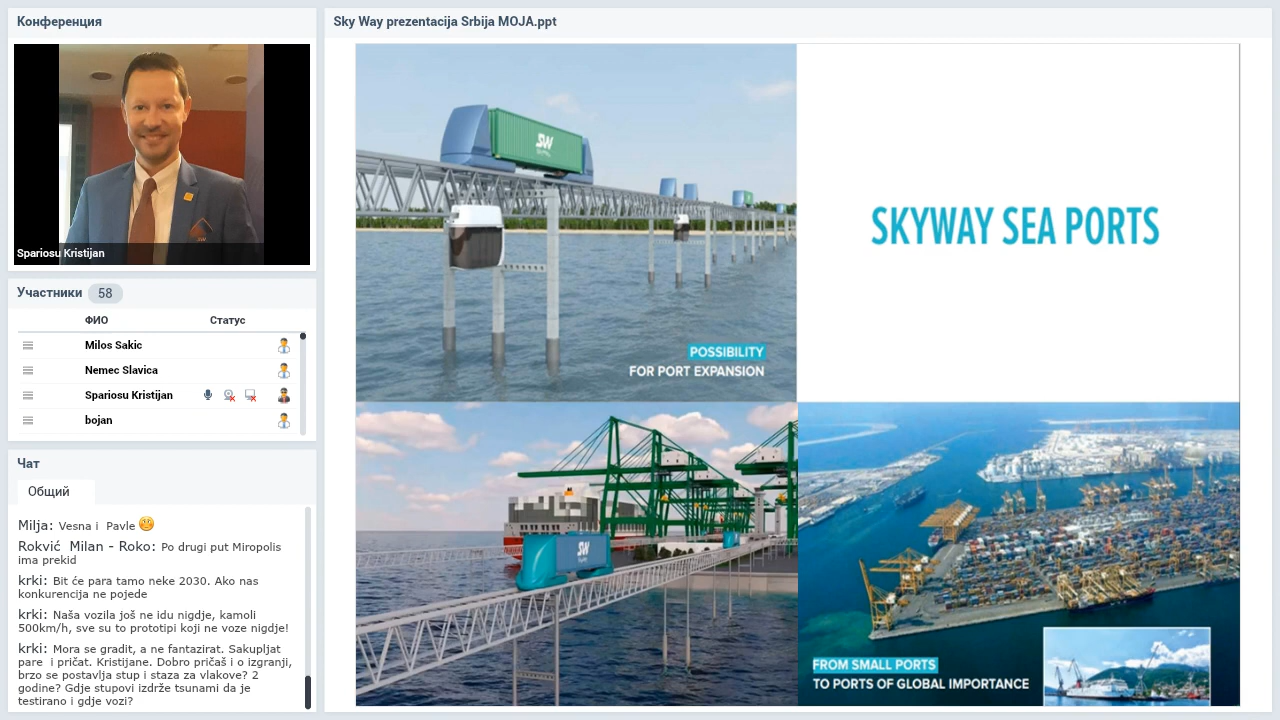 Конференция
Spariosu Kristijan
Участники 58
ФИО Статус
Milos Sakic
Nemec Slavica
Spariosu Kristijan
bojan
Чат
Общий
Milja: Vesna i Pavle
Rokvić Milan - Roko: Po drugi put Miropolis
ima prekid
krki: Bit će para tamo neke 2030. Ako nas
konkurencija ne pojede
krki: Naša vozila još ne idu nigdje, kamoli
500km/h, sve su to prototipi koji ne voze nigdje!
krki: Mora se gradit, a ne fantazirat. Sakupljat
pare i pričat. Kristijane. Dobro pričaš i o izgranji,
brzo se postavlja stup i staza za vlakove? 2
godine? Gdje stupovi izdrže tsunami da je
testirano i gdje vozi?
Sky Way prezentacija Srbija MOJA.ppt
SW
POSSIBILITY
FOR PORT EXPANSION
SKYWAY SEA PORTS
SW
FROM SMALL PORTS
TO PORTS OF GLOBAL IMPORTANCE